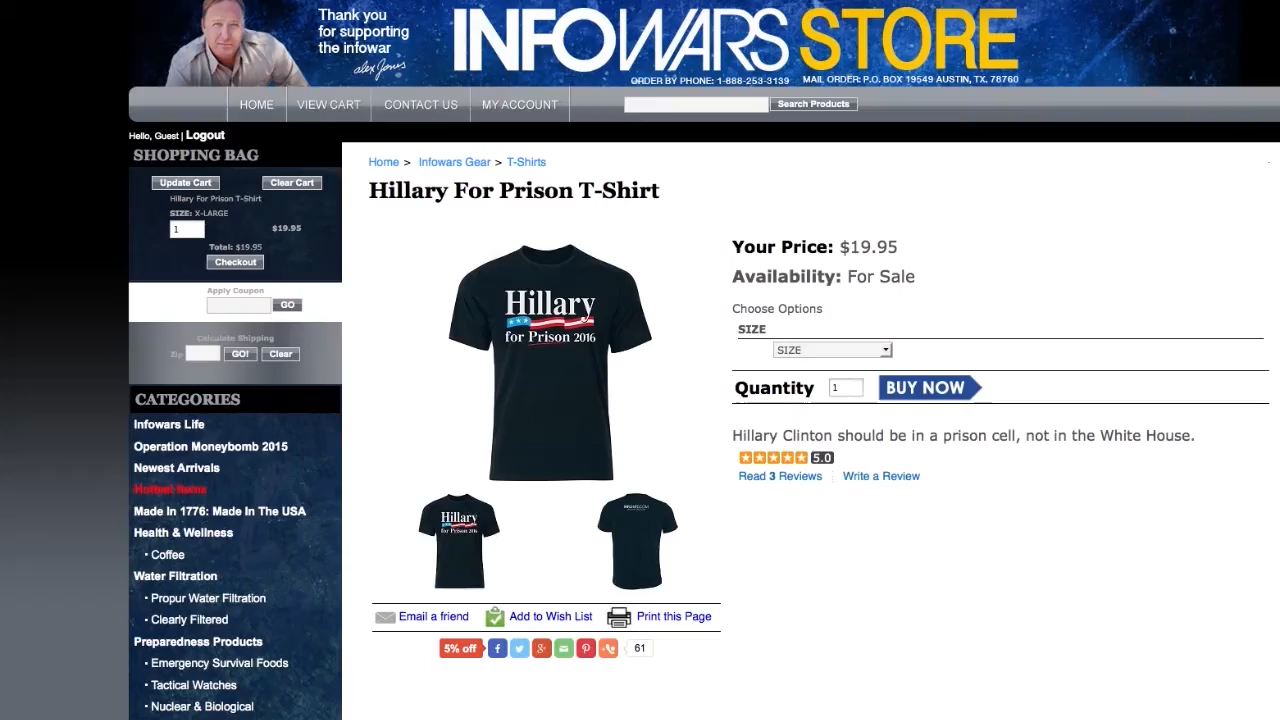 Thank you
for supporting
the infowar
alex Jones
INFOWARS STORE
ORDER BY PHONE: 1-888-253-3139 MAIL ORDER: P.O. BOX 19549 AUSTIN, TX. 78760
HOME VIEW CART CONTACT US MY ACCOUNT Search Products
Hello, Guest | Logout
SHOPPING BAG
Update Cart Clear Cart
Hillary For Prison T-Shirt
SIZE: X-LARGE
1 $19.95
Total: $19.95
Checkout
Apply Coupon
GO
Calculate Shipping
Zip GO! Clear
CATEGORIES
Infowars Life
Operation Moneybomb 2015
Newest Arrivals
Hottest Items
Made In 1776: Made In The USA
Health & Wellness
• Coffee
Water Filtration
• Propur Water Filtration
• Clearly Filtered
Preparedness Products
• Emergency Survival Foods
• Tactical Watches
• Nuclear & Biological
Home > Infowars Gear > T-Shirts
Hillary For Prison T-Shirt
Hillary
for Prison 2016
Hillary
for Prison 2016
Email a friend Add to Wish List Print this Page
5% off 61
Your Price: $19.95
Availability: For Sale
Choose Options
SIZE
SIZE
Quantity 1 BUY NOW
Hillary Clinton should be in a prison cell, not in the White House.
5.0
Read 3 Reviews Write a Review